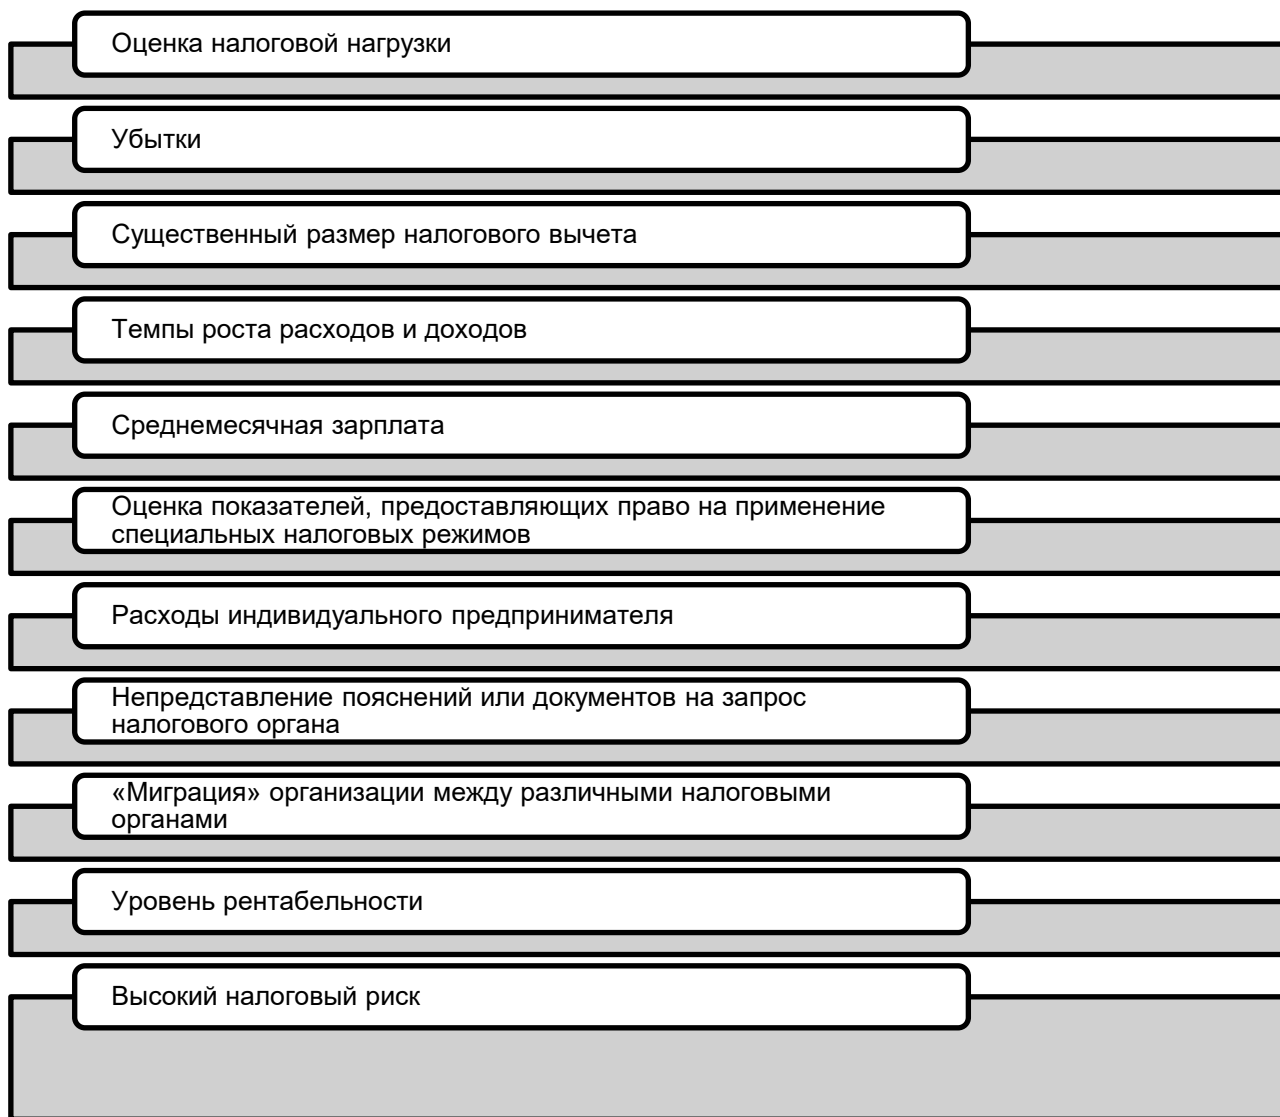 Оценка налоговой нагрузки
Убытки
Существенный размер налогового вычета
Темпы роста расходов и доходов
Среднемесячная зарплата
Оценка показателей, предоставляющих право на применение
специальных налоговых режимов
Расходы индивидуального предпринимателя
Непредставление пояснений или документов на запрос
налогового органа
«Миграция» организации между различными налоговыми
органами
Уровень рентабельности
Высокий налоговый риск